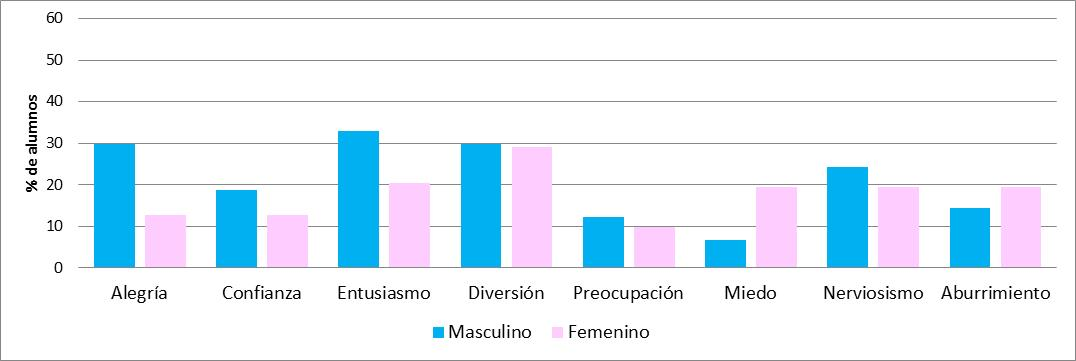 60
50
40
30
20
10
0
% de alumnos
Alegría Confianza Entusiasmo Diversión Preocupación Miedo Nerviosismo Aburrimiento
Masculino Femenino